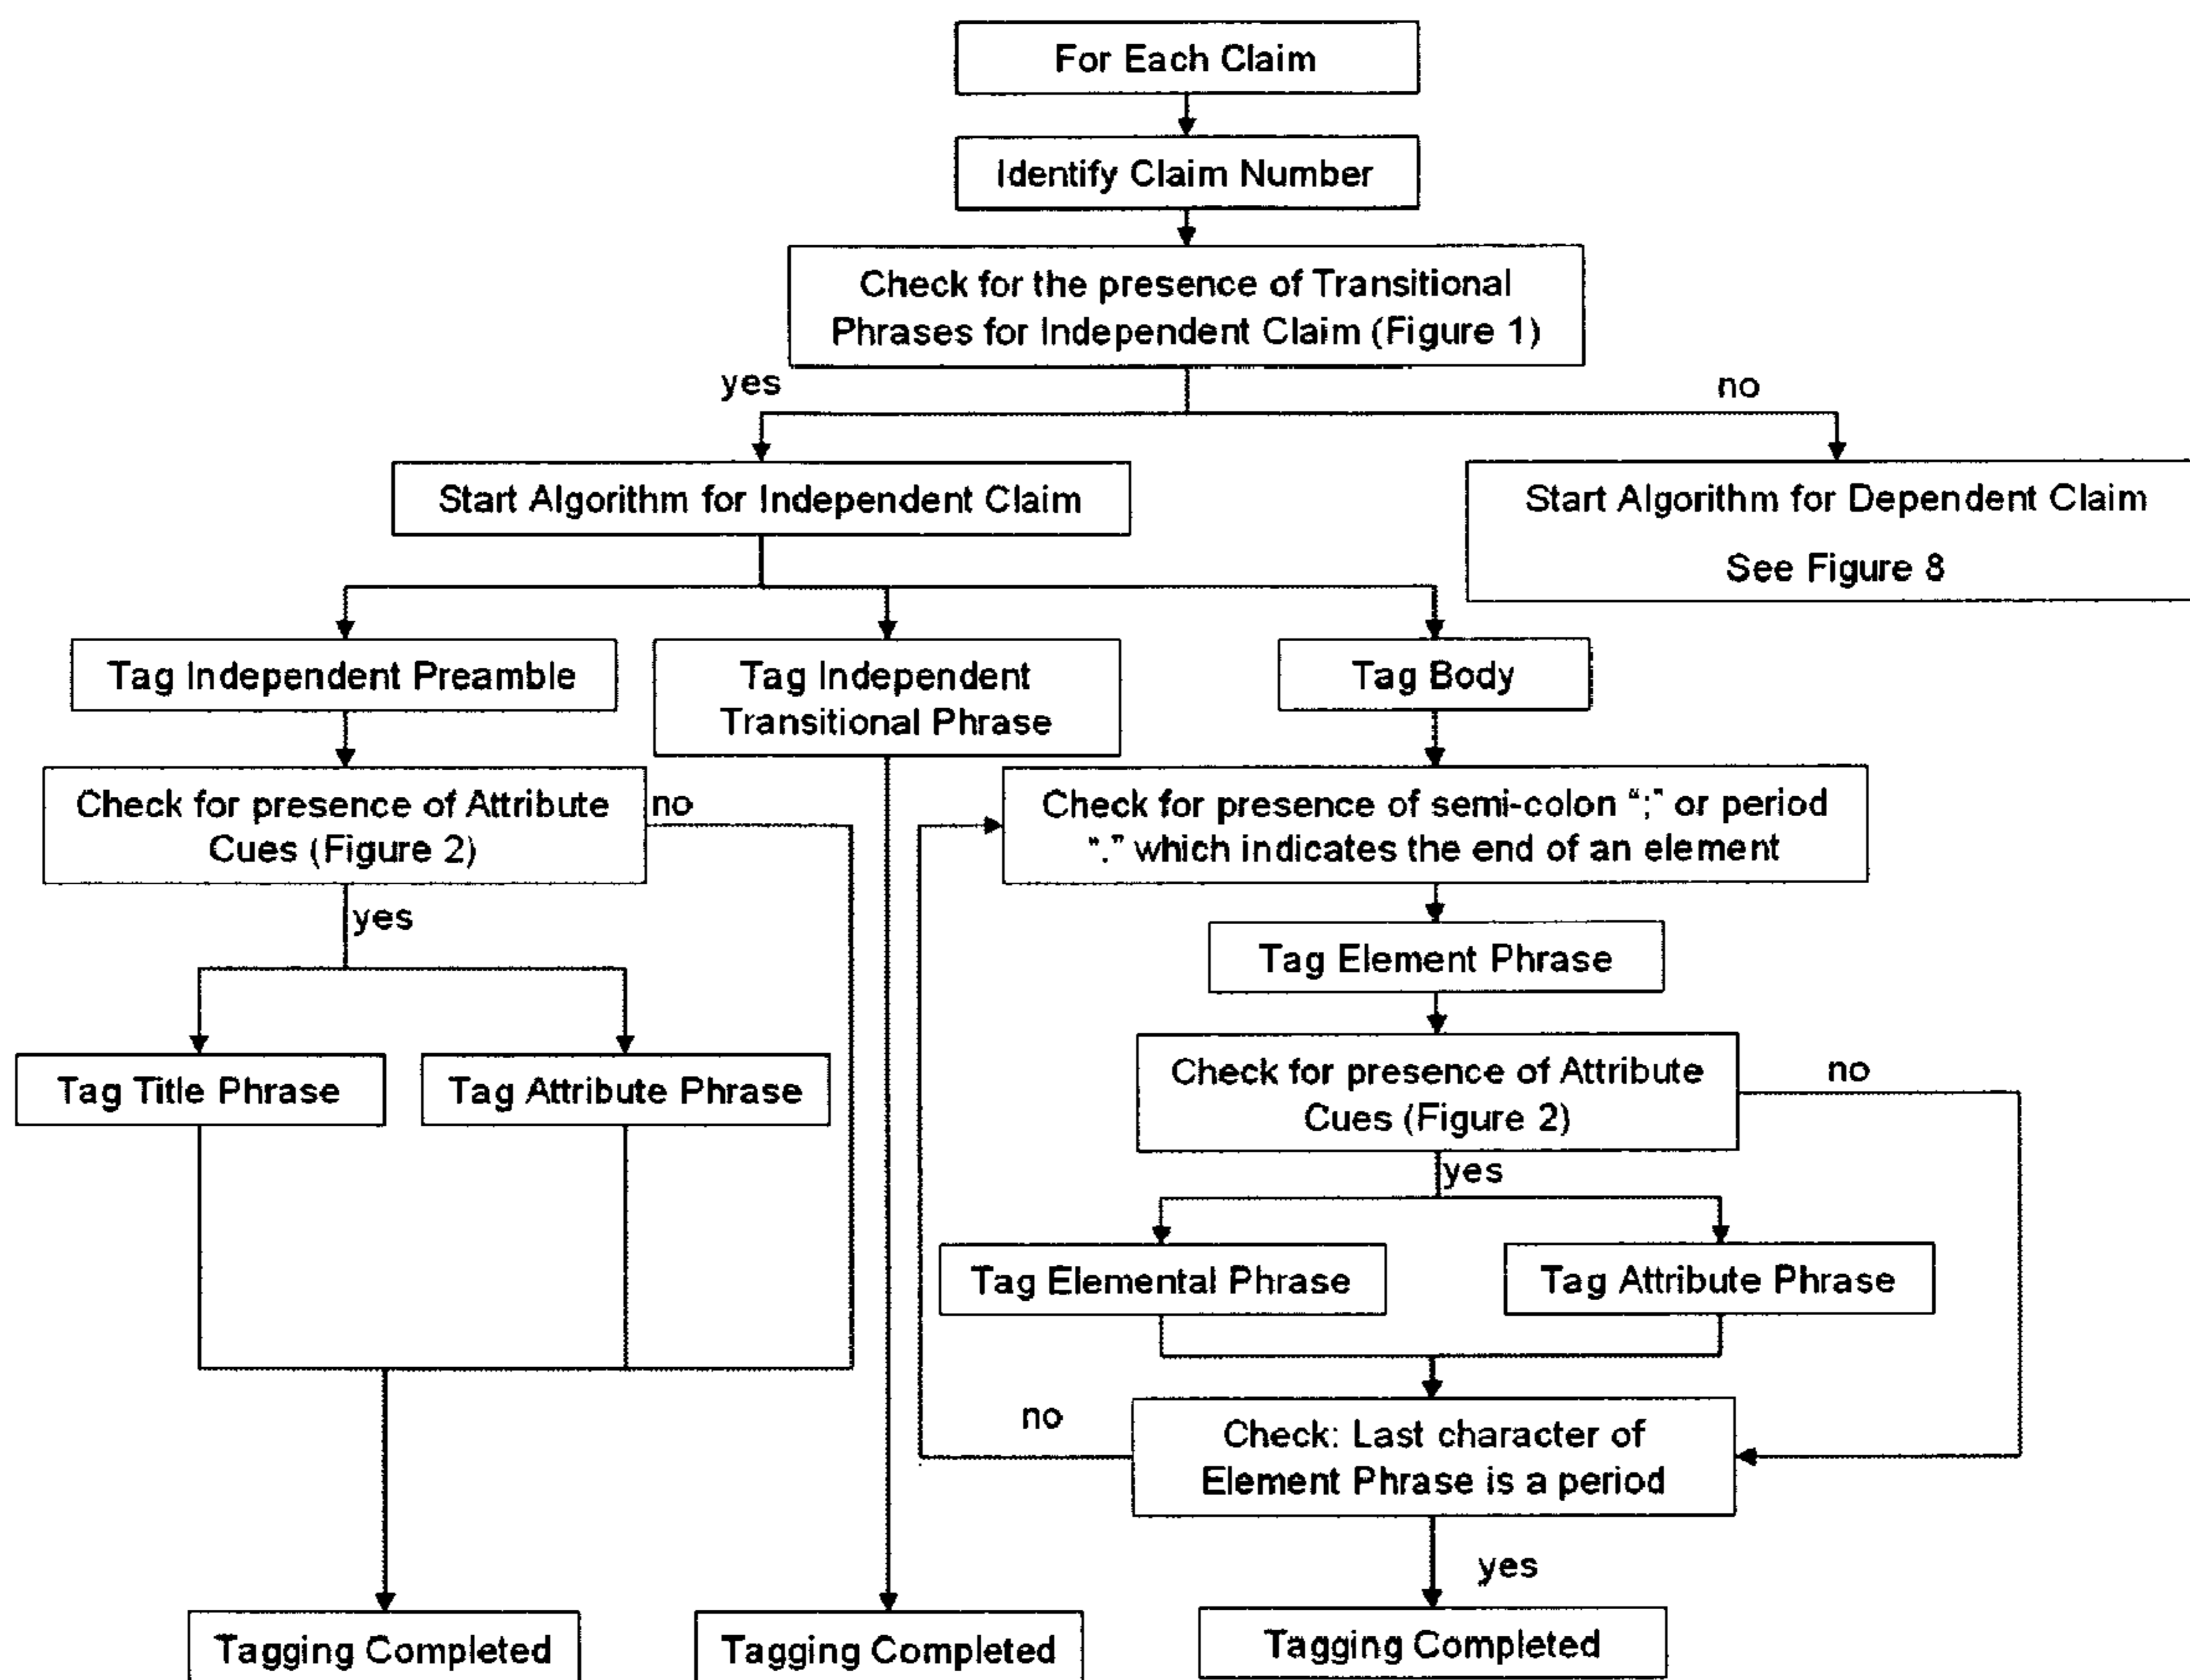 For Each Claim
Identify Claim Number
Check for the presence of Transitional
Phrases for Independent Claim (Figure 1)
yes
no
Start Algorithm for Independent Claim
Start Algorithm for Dependent Claim
See Figure 8
Tag Independent Preamble
Tag Independent
Transitional Phrase
Tag Body
Check for presence of Attribute
Cues (Figure 2)
no
Check for presence of semi-colon “;” or period
“.” which indicates the end of an element
yes
Tag Element Phrase
Tag Title Phrase
Tag Attribute Phrase
Check for presence of Attribute
Cues (Figure 2)
no
yes
Tag Elemental Phrase
Tag Attribute Phrase
no
Check: Last character of
Element Phrase is a period
yes
Tagging Completed
Tagging Completed
Tagging Completed